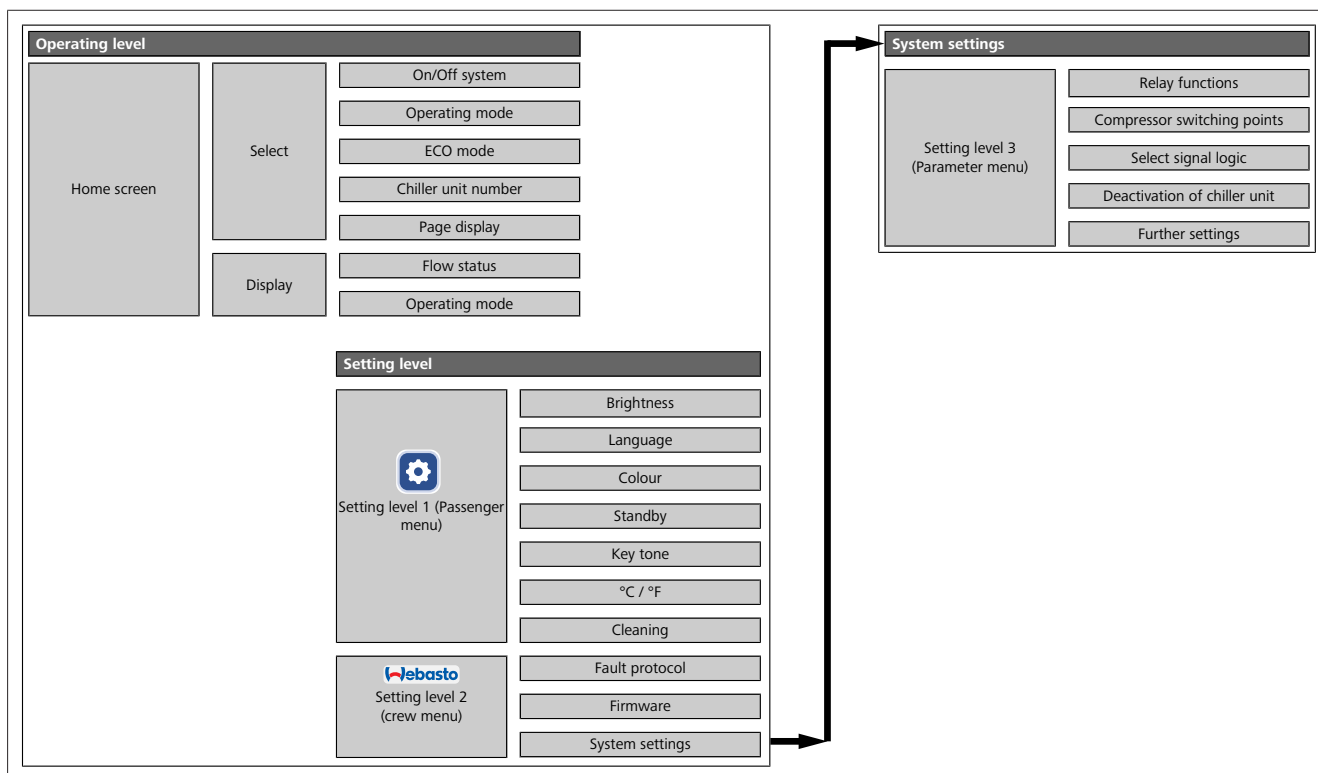 Operating level
Home screen
Select
On/Off system
Operating mode
ECO mode
Chiller unit number
Page display
Display
Flow status
Operating mode
Setting level
Setting level 1 (Passenger
menu)
Brightness
Language
Colour
Standby
Key tone
°C / °F
Cleaning
Webasto
Setting level 2
(crew menu)
Fault protocol
Firmware
System settings
System settings
Setting level 3
(Parameter menu)
Relay functions
Compressor switching points
Select signal logic
Deactivation of chiller unit
Further settings